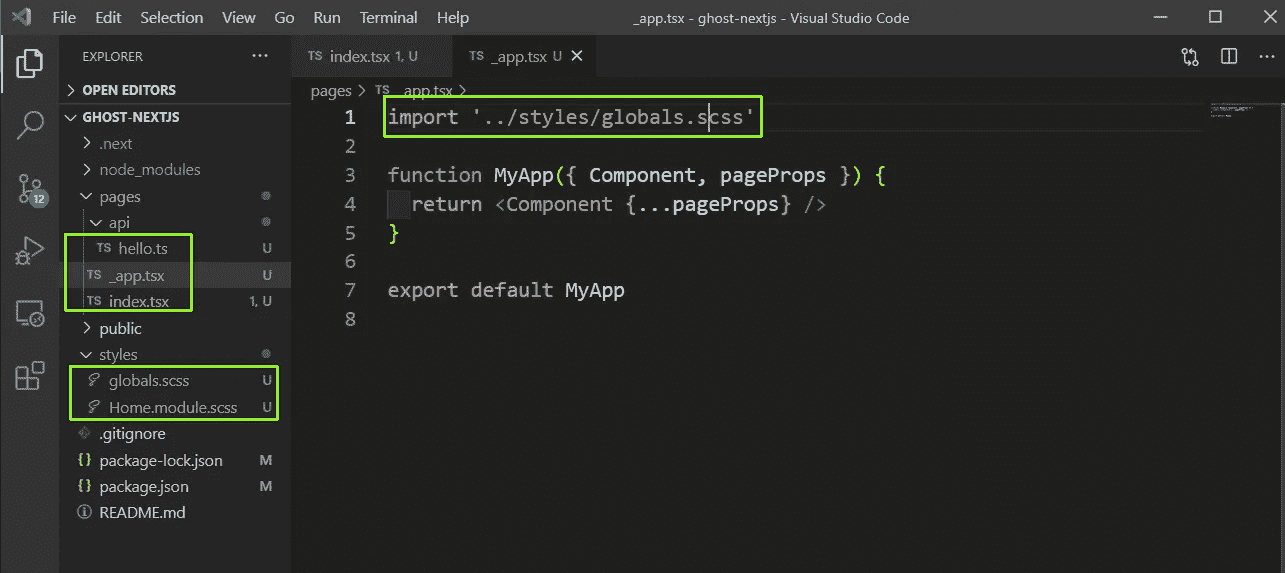 File Edit Selection View Go Run Terminal Help _app.tsx - ghost-nextjs - Visual Studio Code
EXPLORER
TS index.tsx 1, U TS _app.tsx U
OPEN EDITORS
pages > TS _app.tsx >
GHOST-NEXTJS
.next
node_modules
pages
api
TS hello.ts U
TS _app.tsx U
TS index.tsx 1, U
public
styles
globals.scss U
Home.module.scss U
.gitignore
{} package-lock.json M
{} package.json M
README.md
12
1 import '../styles/globals.scss'
2
3 function MyApp({ Component, pageProps }) {
4 return <Component {...pageProps} />
5 }
6
7 export default MyApp
8